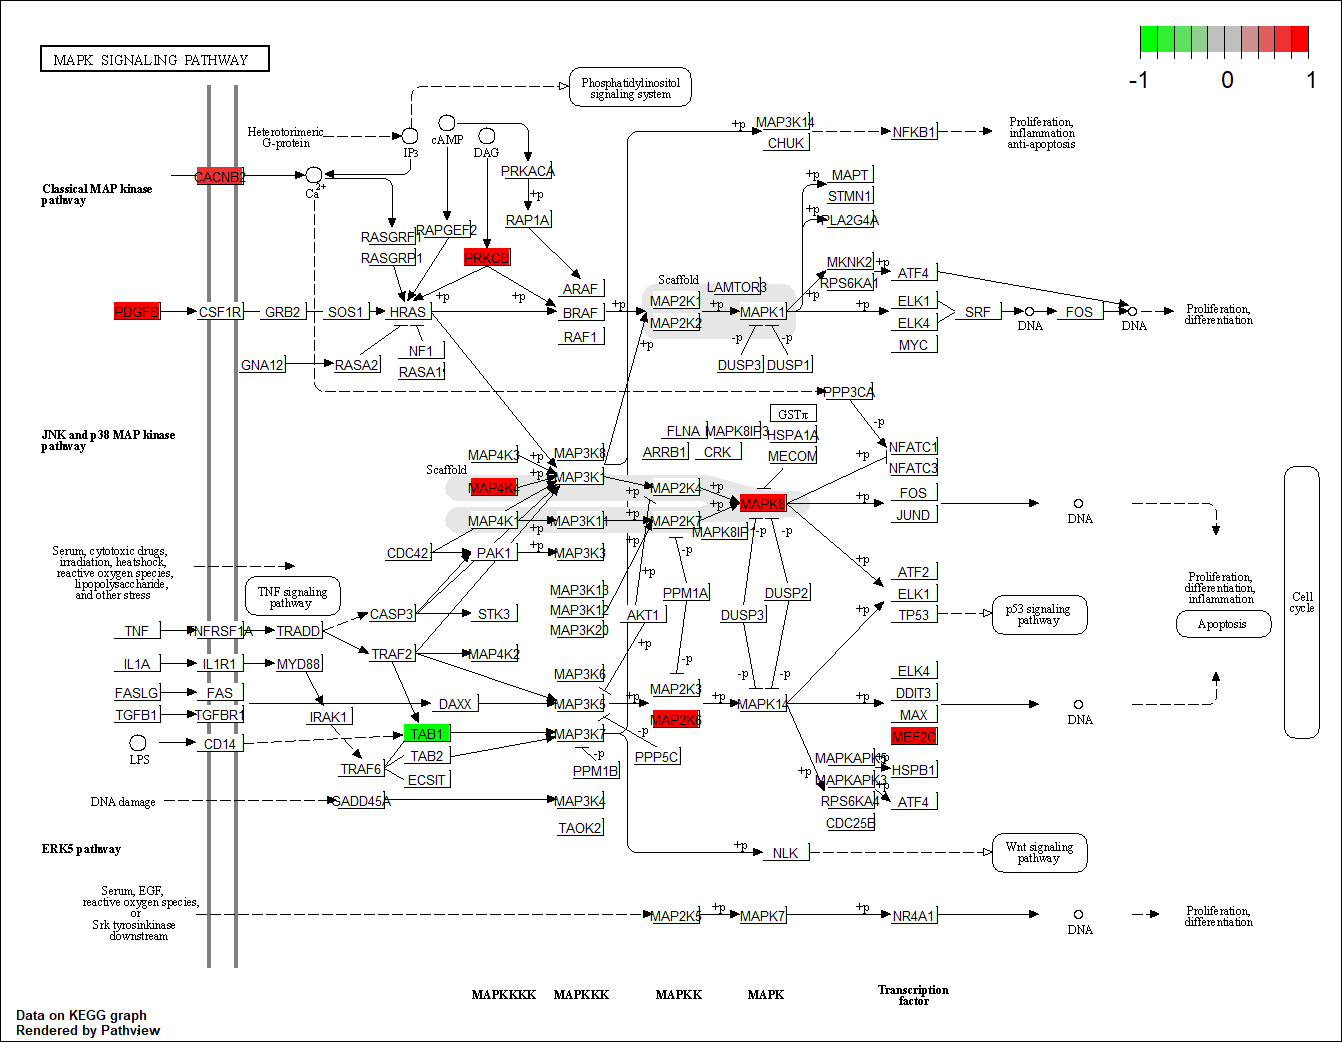 MAPK SIGNALING PATHWAY
-1
0
1
Phosphatidylinositol
signaling system
Heterotorimeric
G-protein
IP3
cAMP
DAG
PRKACA
+p
RAP1A
MAP3K14
CHUK
+p
NFKB1
Proliferation,
inflammation
anti-apoptosis
Classical MAP kinase
pathway
CACNB2
Ca2+
RASGRF1
RASGRP1
RAPGEF2
PRKCB
+p
+p
MAPT
STMN1
+p
PLA2G4A
+p
PDGFB
CSF1R
GRB2
SOS1
HRAS
ARAF
BRAF
RAF1
+p
+p
Scaffold
LAMTOR3
MAP2K1
MAP2K2
+p
MAPK1
+p
+p
MKNK2
RPS6KA1
+p
ATF4
ELK1
ELK4
MYC
SRF
DNA
FOS
DNA
Proliferation,
differentiation
GNA12
RASA2
NF1
RASA1
-p
-p
DUSP3
DUSP1
PPP3CA
-p
JNK and p38 MAP kinase
pathway
Scaffold
MAP4K3
MAP4K4
MAP4K1
+p
+p
+p
+p
MAP3K8
MAP3K1
MAP3K11
MAP3K3
FLNA
MAPK8IP3
ARRB1
CRK
GSTπ
HSPA1A
MECOM
MAP2K4
MAP2K7
+p
+p
+p
+p
MAPK8
MAPK8IP1
NFATC1
NFATC3
+p
FOS
JUND
+p
DNA
Cell
cycle
Serum, cytotoxic drugs,
irradiation, heatshock,
reactive oxygen species,
lipopolysaccharide,
and other stress
TNF signaling
pathway
CDC42
PAK1
CASP3
STK3
MAP3K13
MAP3K12
MAP3K20
+p
AKT1
+p
-p
PPM1A
-p
-p
-p
DUSP3
DUSP2
-p
-p
+p
+p
ATF2
ELK1
TP53
p53 signaling
pathway
Proliferation,
differentiation,
inflammation
Apoptosis
TNF
TNFRSF1A
TRADD
IL1A
IL1R1
MYD88
TRAF2
MAP4K2
FASLG
FAS
TGFB1
TGFBR1
IRAK1
DAXX
MAP3K6
MAP3K5
MAP3K7
+p
MAP2K3
MAP2K6
+p
MAPK14
+p
ELK4
DDIT3
MAX
MEF2C
DNA
LPS
CD14
TAB1
TAB2
ECSIT
TRAF6
-p
-p
PPM1B
PPP5C
+p
MAPKAPK5
MAPKAPK3
RPS6KA4
CDC25B
+p
+p
HSPB1
ATF4
DNA damage
GADD45A
MAP3K4
TAOK2
ERK5 pathway
+p
NLK
Wnt signaling
pathway
Serum, EGF,
reactive oxygen species,
or
Srk tyrosinkinase
downstream
MAP2K5
+p
MAPK7
+p
NR4A1
DNA
Proliferation,
differentiation
MAPKKKK
MAPKKK
MAPKK
MAPK
Transcription
factor
Data on KEGG graph
Rendered by Pathview